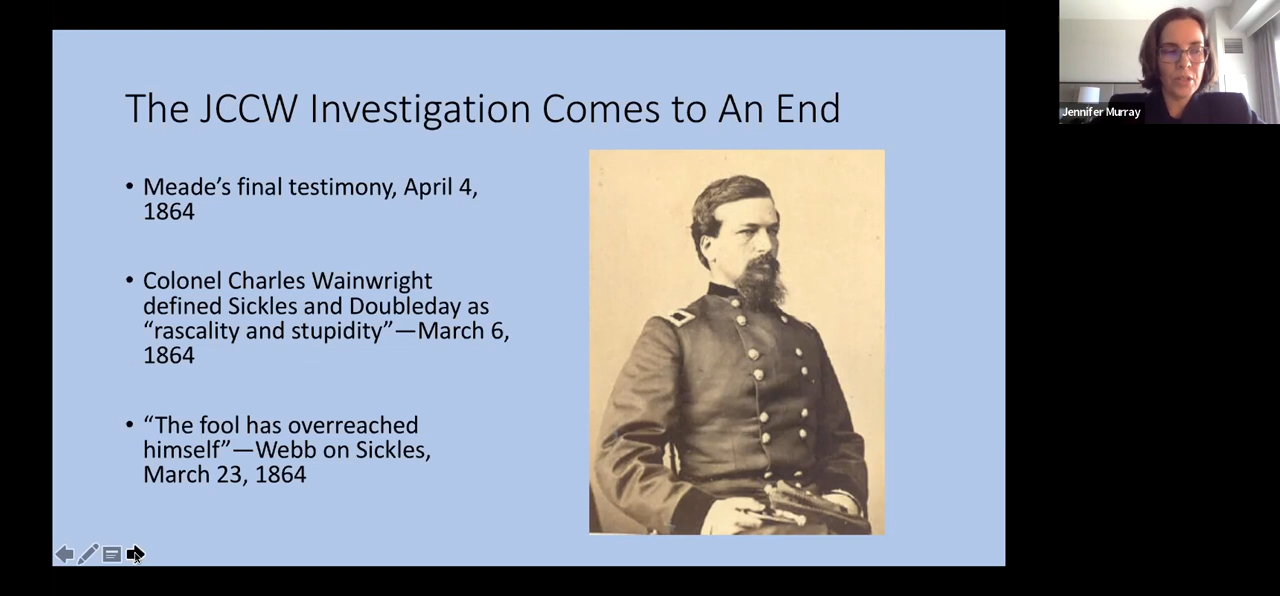 The JCCW Investigation Comes to An End
• Meade’s final testimony, April 4,
1864
• Colonel Charles Wainwright
defined Sickles and Doubleday as
“rascality and stupidity”—March 6,
1864
• “The fool has overreached
himself”—Webb on Sickles,
March 23, 1864
Jennifer Murray